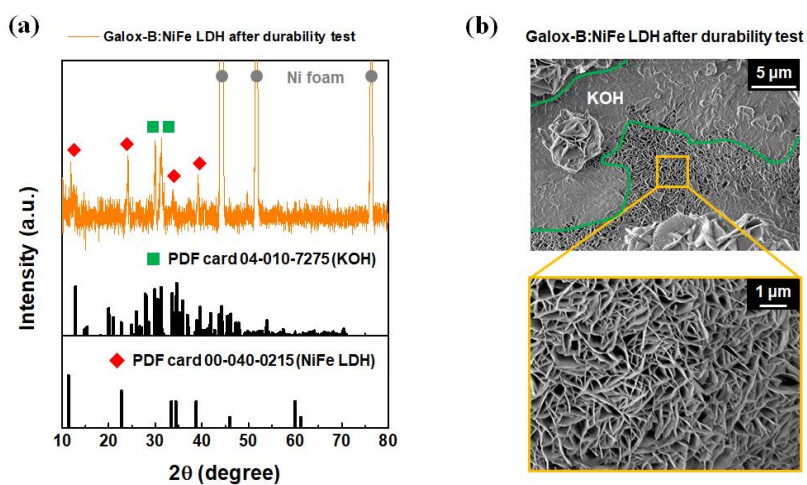 (a)
Galox-B:NiFe LDH after durability test
Ni foam
PDF card 04-010-7275(KOH)
PDF card 00-040-0215(NiFe LDH)
Intensity (a.u.)
10 20 30 40 50 60 70 80
2θ (degree)
(b)
Galox-B:NiFe LDH after durability test
5 μm
KOH
1 μm